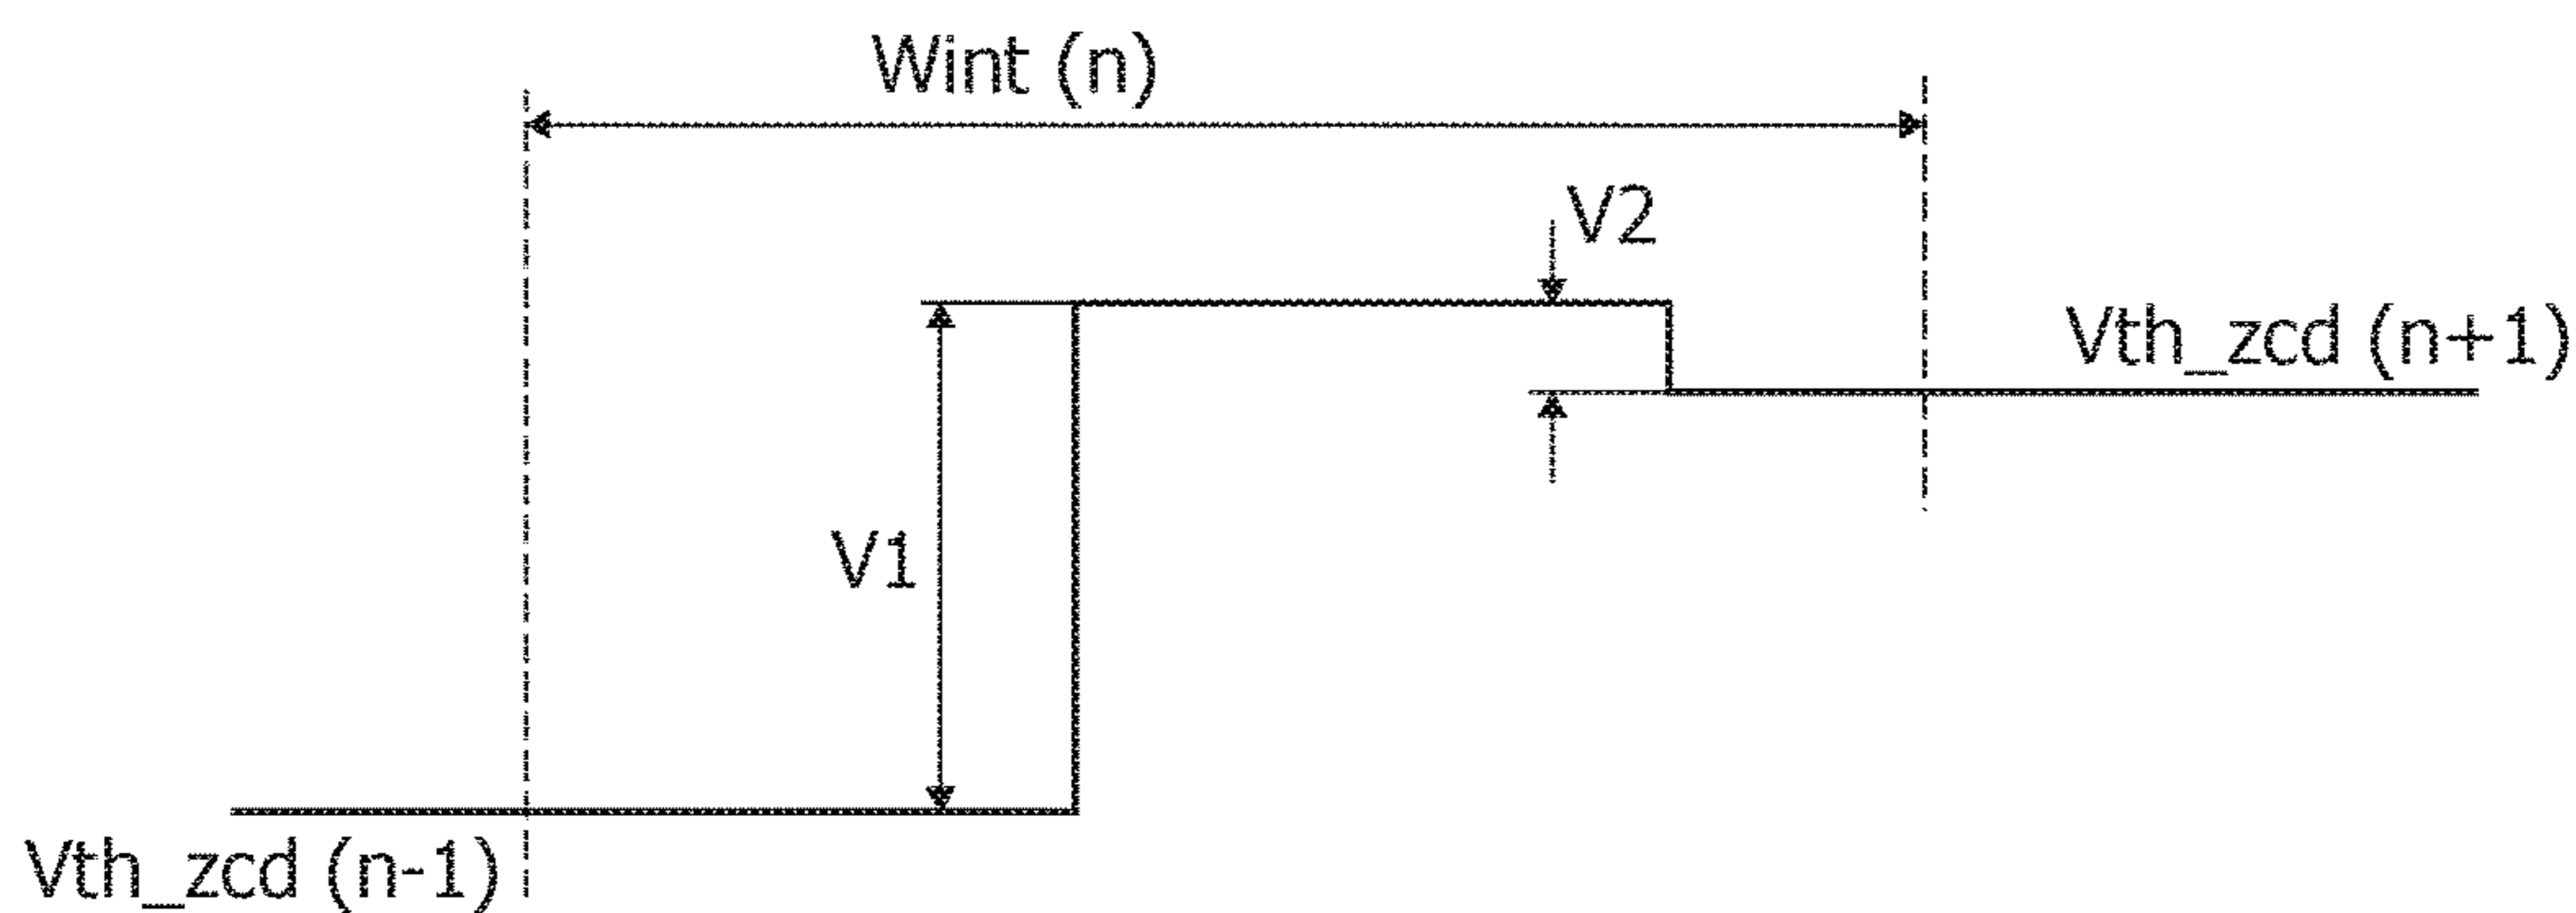 Wint (n)
V2
Vth_zcd (n+1)
V1
Vth_zcd (n-1)